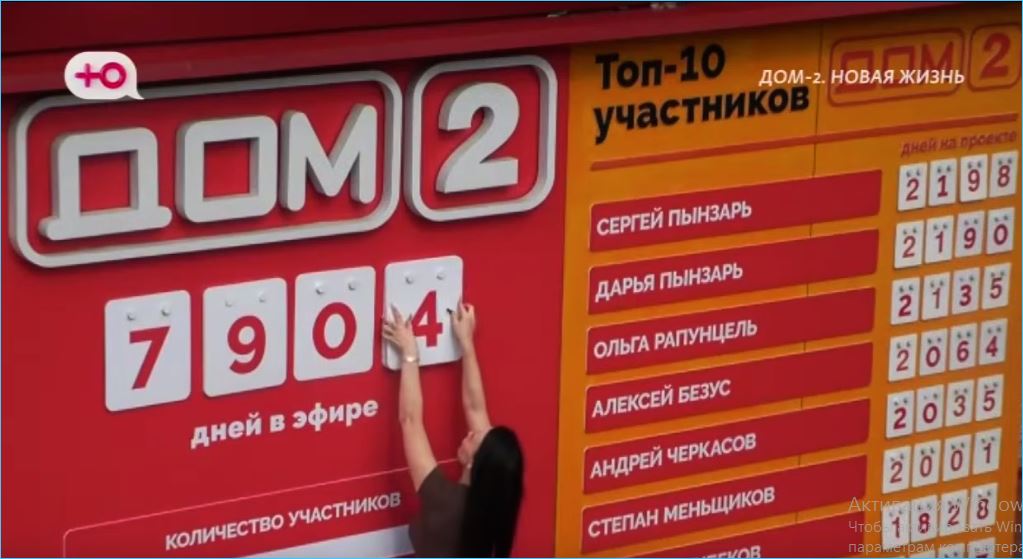 Ю
ДОМ-2. НОВАЯ ЖИЗНЬ
ДОМ 2
7904
дней в эфире
КОЛИЧЕСТВО УЧАСТНИКОВ
Топ-10
участников
ДОМ 2
дней на проекте
СЕРГЕЙ ПЫНЗАРЬ 2198
ДАРЬЯ ПЫНЗАРЬ 2190
ОЛЬГА РАПУНЦЕЛЬ 2135
АЛЕКСЕЙ БЕЗУС 2064
АНДРЕЙ ЧЕРКАСОВ 2035
СТЕПАН МЕНЬЩИКОВ 2001
1828